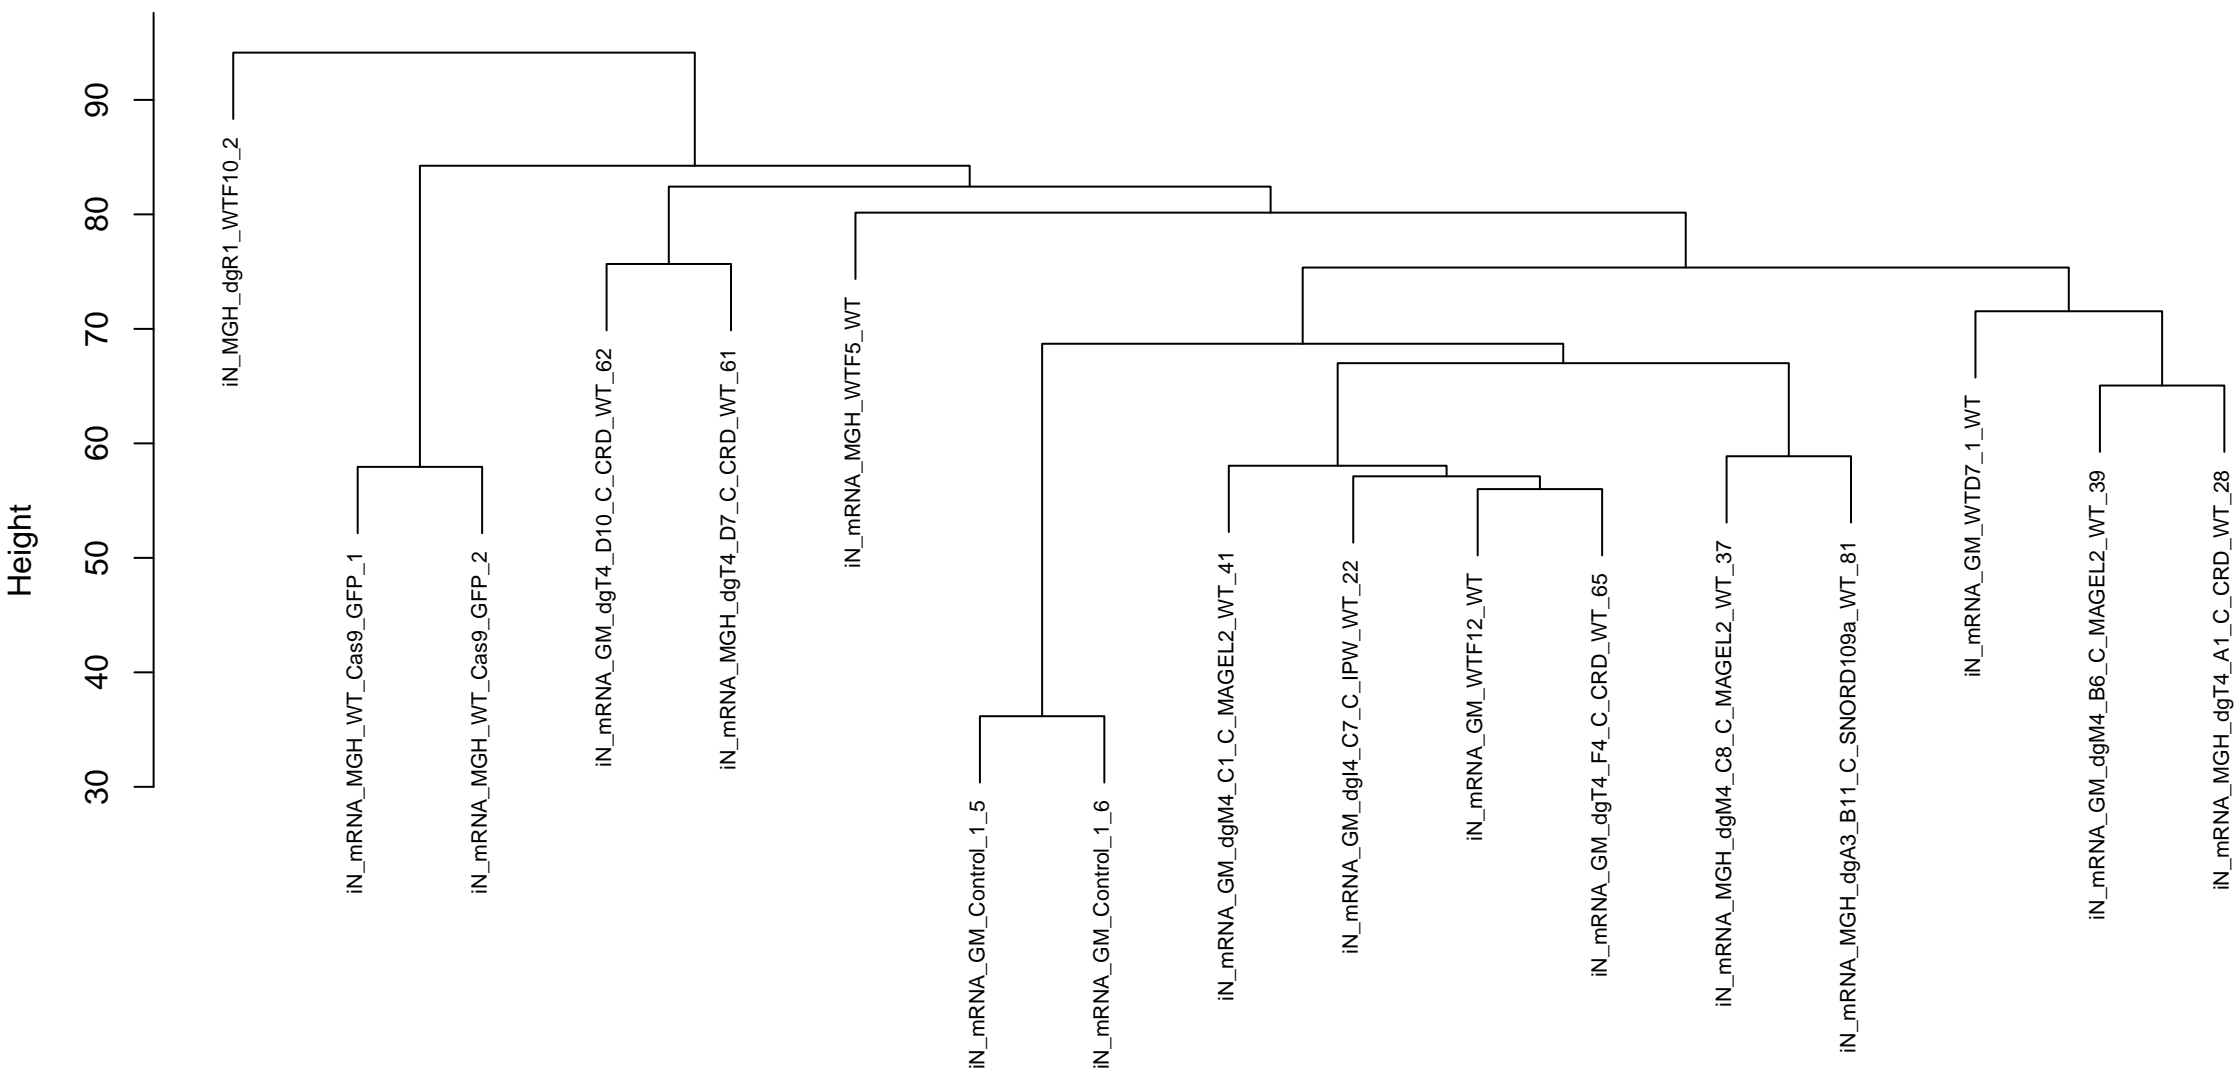 Height
90
80
70
60
50
40
30
iN_MGH_dgR1_WTF10_2
iN_mRNA_MGH_WT_Cas9_GFP_1
iN_mRNA_MGH_WT_Cas9_GFP_2
iN_mRNA_GM_dgT4_D10_C_CRD_WT_62
iN_mRNA_MGH_dgT4_D7_C_CRD_WT_61
iN_mRNA_MGH_WTF5_WT
iN_mRNA_GM_Control_1_5
iN_mRNA_GM_Control_1_6
iN_mRNA_GM_dgM4_C1_C_MAGEL2_WT_41
iN_mRNA_GM_dgI4_C7_C_IPW_WT_22
iN_mRNA_GM_WTF12_WT
iN_mRNA_GM_dgT4_F4_C_CRD_WT_65
iN_mRNA_MGH_dgM4_C8_C_MAGEL2_WT_37
iN_mRNA_MGH_dgA3_B11_C_SNORD109a_WT_81
iN_mRNA_GM_WTD7_1_WT
iN_mRNA_GM_dgM4_B6_C_MAGEL2_WT_39
iN_mRNA_MGH_dgT4_A1_C_CRD_WT_28